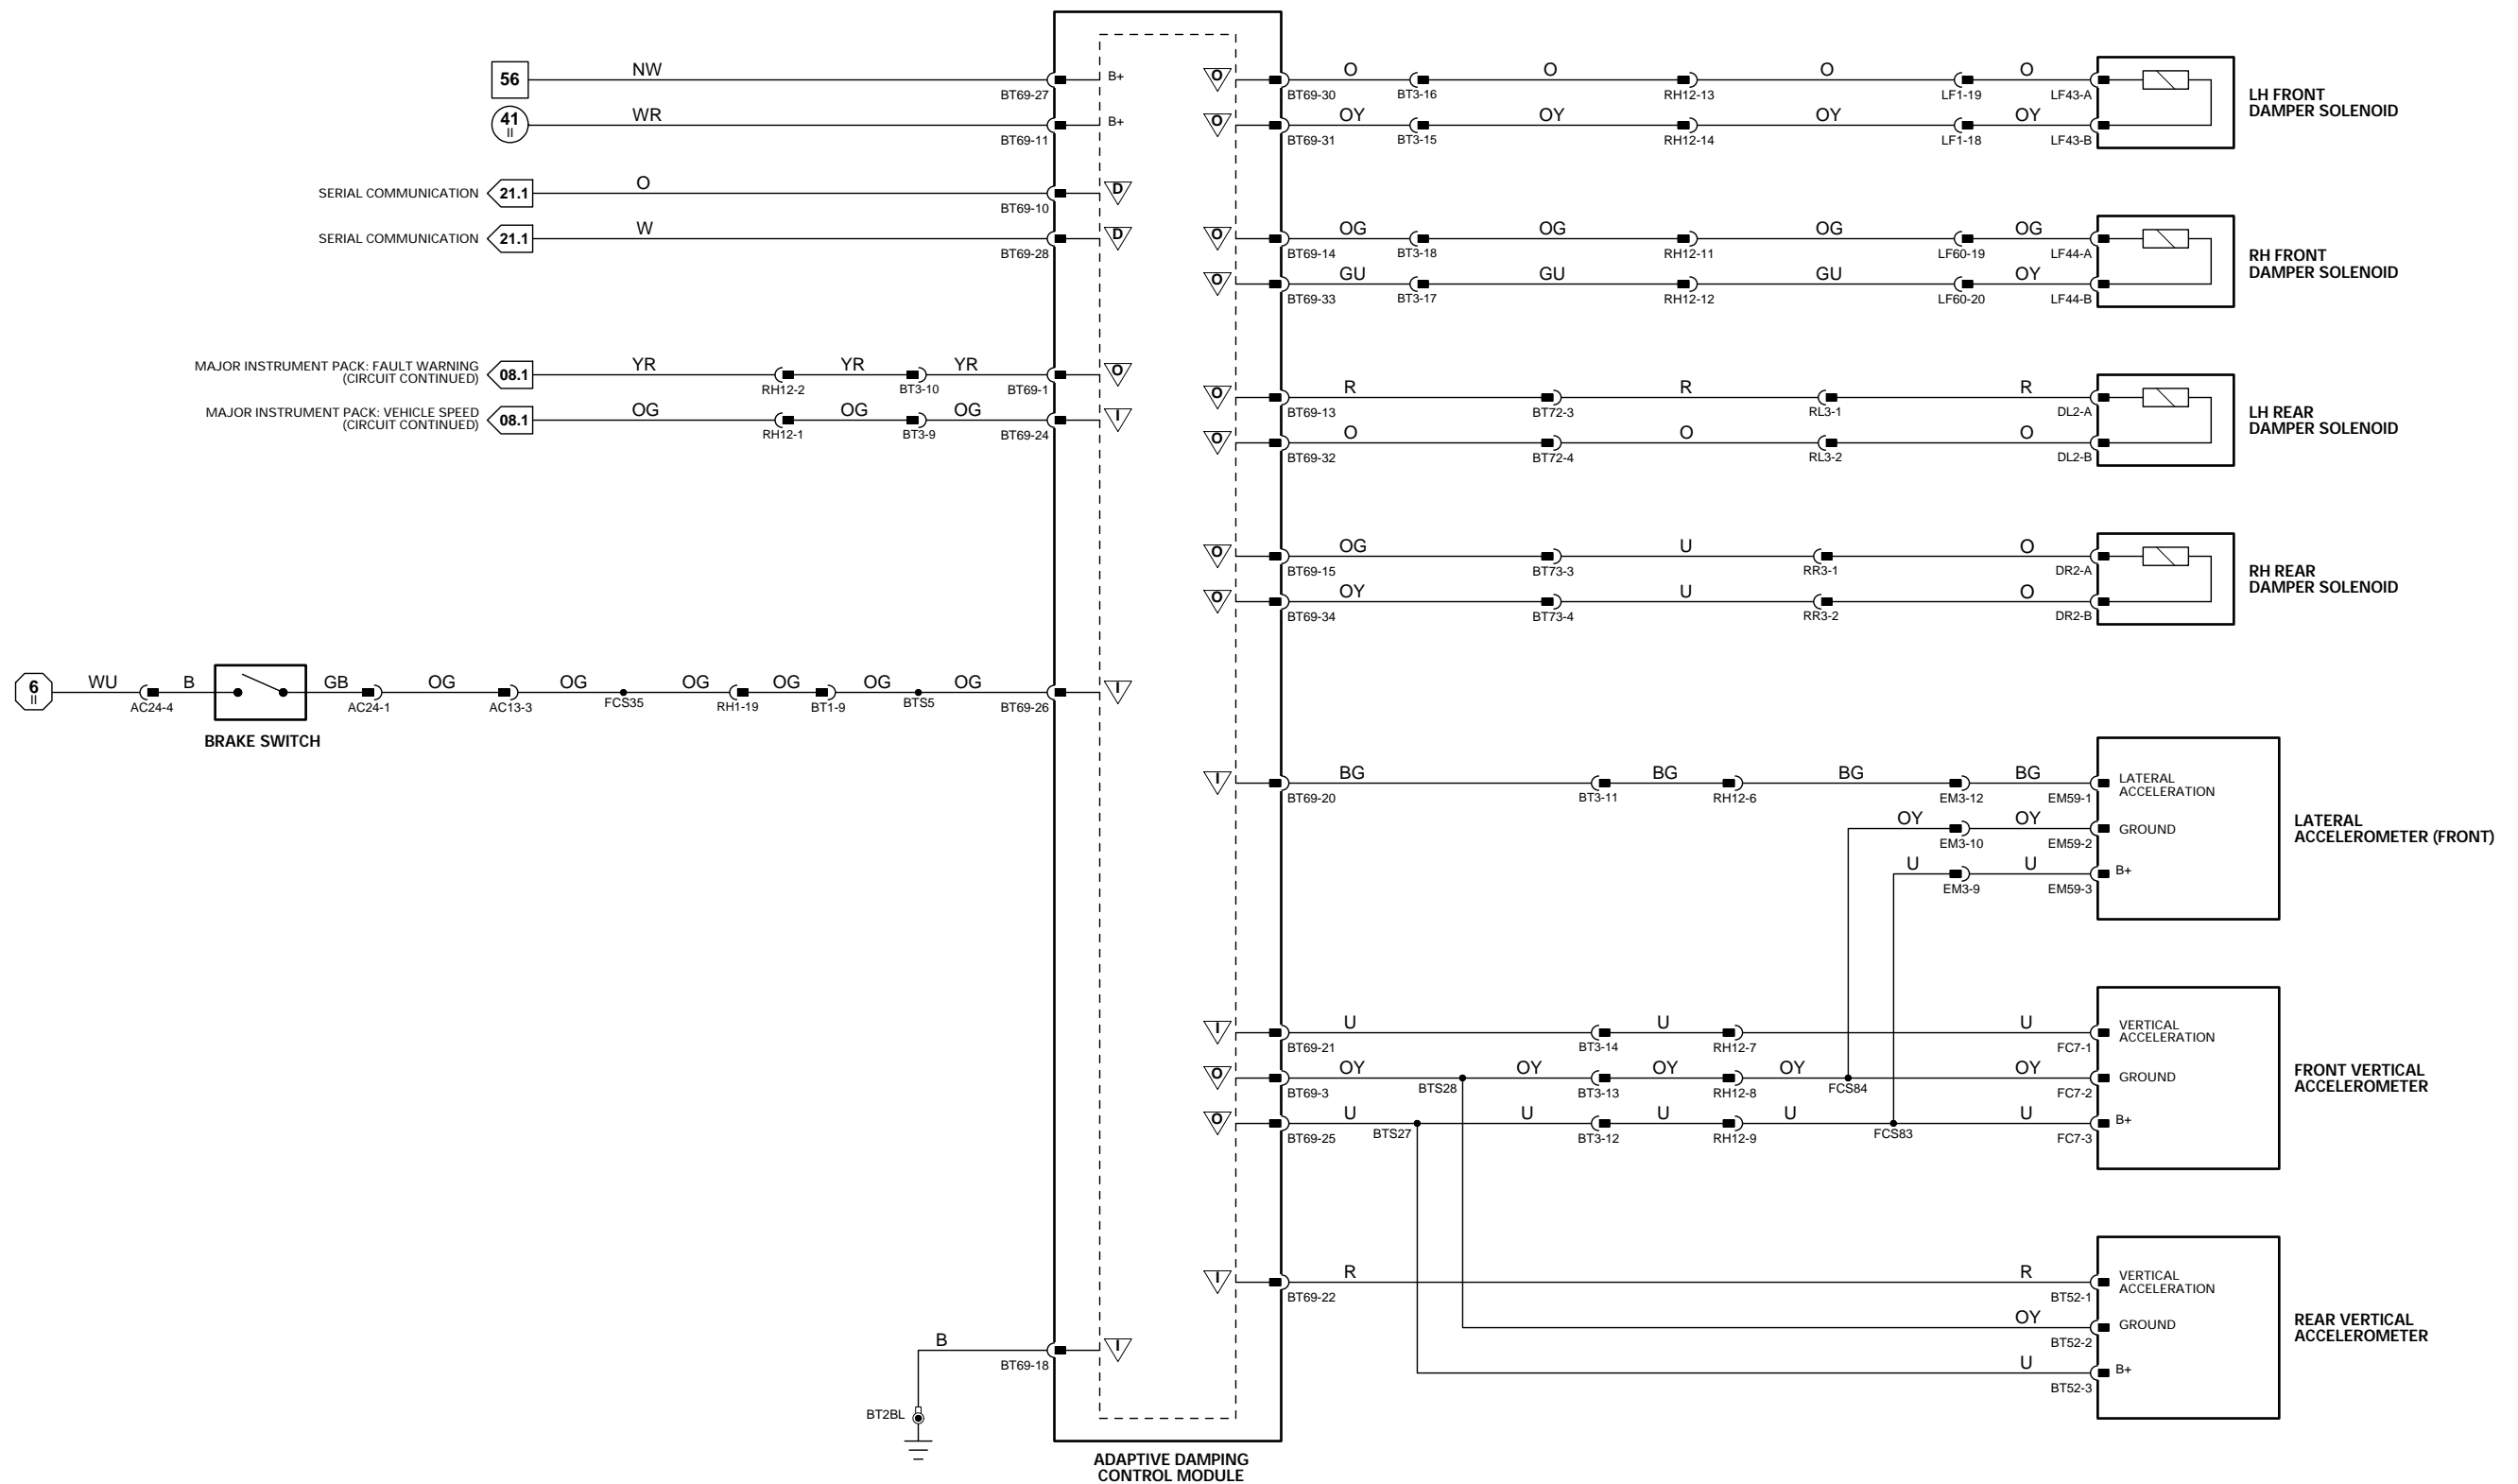 56 NW BT69-27 B+
41 II WR BT69-11 B+
SERIAL COMMUNICATION 21.1 O BT69-10 D
SERIAL COMMUNICATION 21.1 W BT69-28 D
MAJOR INSTRUMENT PACK: FAULT WARNING
(CIRCUIT CONTINUED) 08.1 YR RH12-2 YR BT3-10 YR BT69-1 O
MAJOR INSTRUMENT PACK: VEHICLE SPEED
(CIRCUIT CONTINUED) 08.1 OG RH12-1 OG BT3-9 OG BT69-24 I
6 II WU AC24-4 B GB AC24-1 OG AC13-3 OG FCS35 OG RH1-19 OG BT1-9 OG BTS5 OG BT69-26 I
BRAKE SWITCH
B BT69-18 I
BT2BL
ADAPTIVE DAMPING
CONTROL MODULE
O BT69-30 O BT3-16 O RH12-13 O LF1-19 O LF43-A
O BT69-31 OY BT3-15 OY RH12-14 OY LF1-18 OY LF43-B
LH FRONT
DAMPER SOLENOID
O BT69-14 OG BT3-18 OG RH12-11 OG LF60-19 OG LF44-A
O BT69-33 GU BT3-17 GU RH12-12 GU LF60-20 OY LF44-B
RH FRONT
DAMPER SOLENOID
O BT69-13 R BT72-3 R RL3-1 R DL2-A
O BT69-32 O BT72-4 O RL3-2 O DL2-B
LH REAR
DAMPER SOLENOID
O BT69-15 OG BT73-3 U RR3-1 O DR2-A
O BT69-34 OY BT73-4 U RR3-2 O DR2-B
RH REAR
DAMPER SOLENOID
I BT69-20 BG BT3-11 BG RH12-6 BG EM3-12 BG EM59-1 LATERAL
ACCELERATION
OY EM3-10 OY EM59-2 GROUND
U EM3-9 U EM59-3 B+
LATERAL
ACCELEROMETER (FRONT)
I BT69-21 U BT3-14 U RH12-7 U FC7-1 VERTICAL
ACCELERATION
O BT69-3 OY BTS28 OY BT3-13 OY RH12-8 OY FCS84 OY FC7-2 GROUND
O BT69-25 U BTS27 U BT3-12 U RH12-9 U FCS83 U FC7-3 B+
FRONT VERTICAL
ACCELEROMETER
I BT69-22 R R BT52-1 VERTICAL
ACCELERATION
OY BT52-2 GROUND
U BT52-3 B+
REAR VERTICAL
ACCELEROMETER